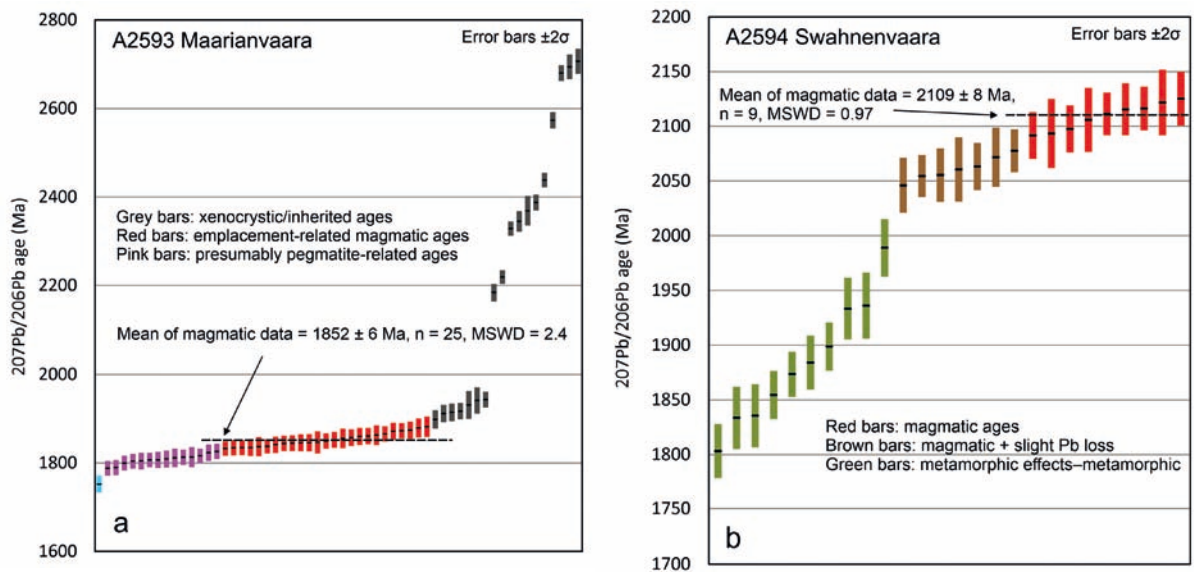 A2593 Maarianvaara
Error bars ±2σ
2800
2600
2400
2200
2000
1800
1600
207Pb/206Pb age (Ma)
Grey bars: xenocrystic/inherited ages
Red bars: emplacement-related magmatic ages
Pink bars: presumably pegmatite-related ages
Mean of magmatic data = 1852 ± 6 Ma, n = 25, MSWD = 2.4
a
A2594 Swahnenvaara
Error bars ±2σ
2200
2150
2100
2050
2000
1950
1900
1850
1800
1750
1700
207Pb/206Pb age (Ma)
Mean of magmatic data = 2109 ± 8 Ma,
n = 9, MSWD = 0.97
Red bars: magmatic ages
Brown bars: magmatic + slight Pb loss
Green bars: metamorphic effects–metamorphic
b